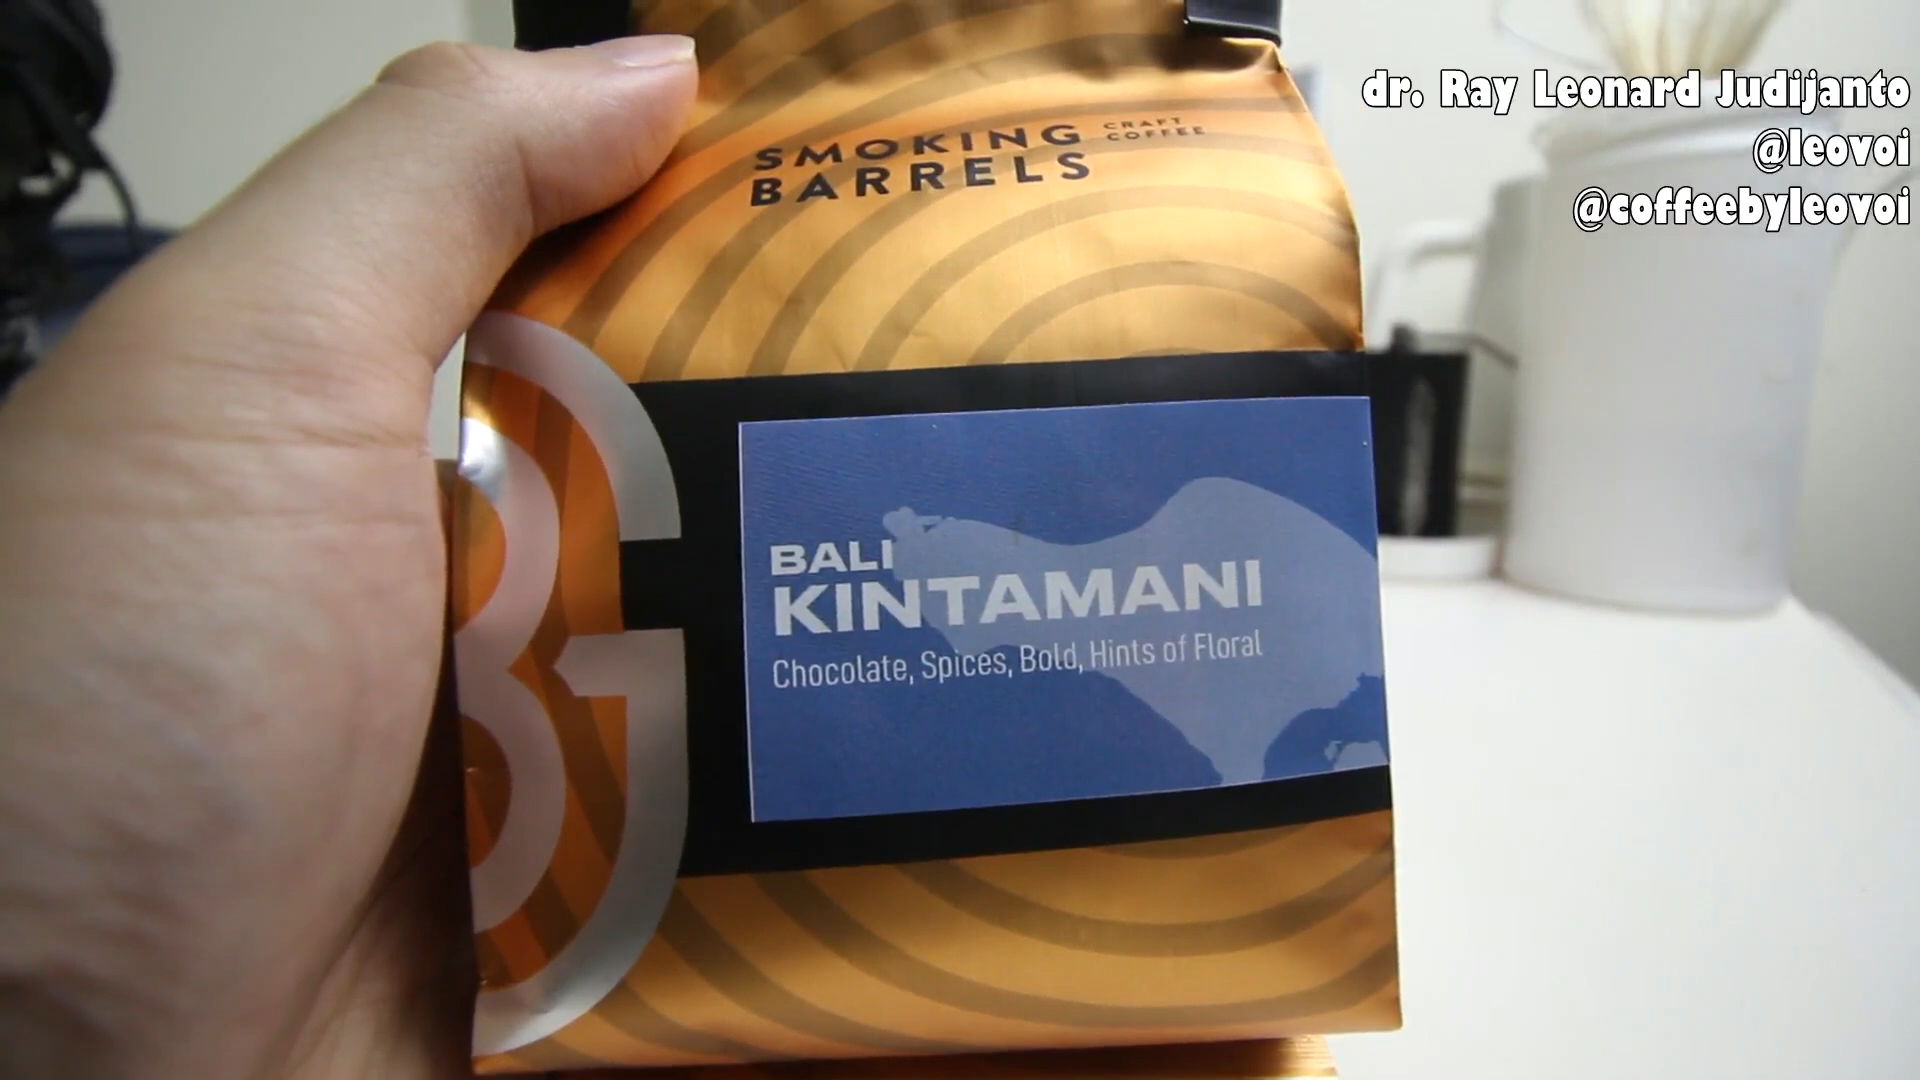 dr. Ray Leonard Judijanto
@leovoi
@coffeebyleovoi
SMOKING
BARRELS
CRAFT
COFFEE
BALI
KINTAMANI
Chocolate, Spices, Bold, Hints of Floral